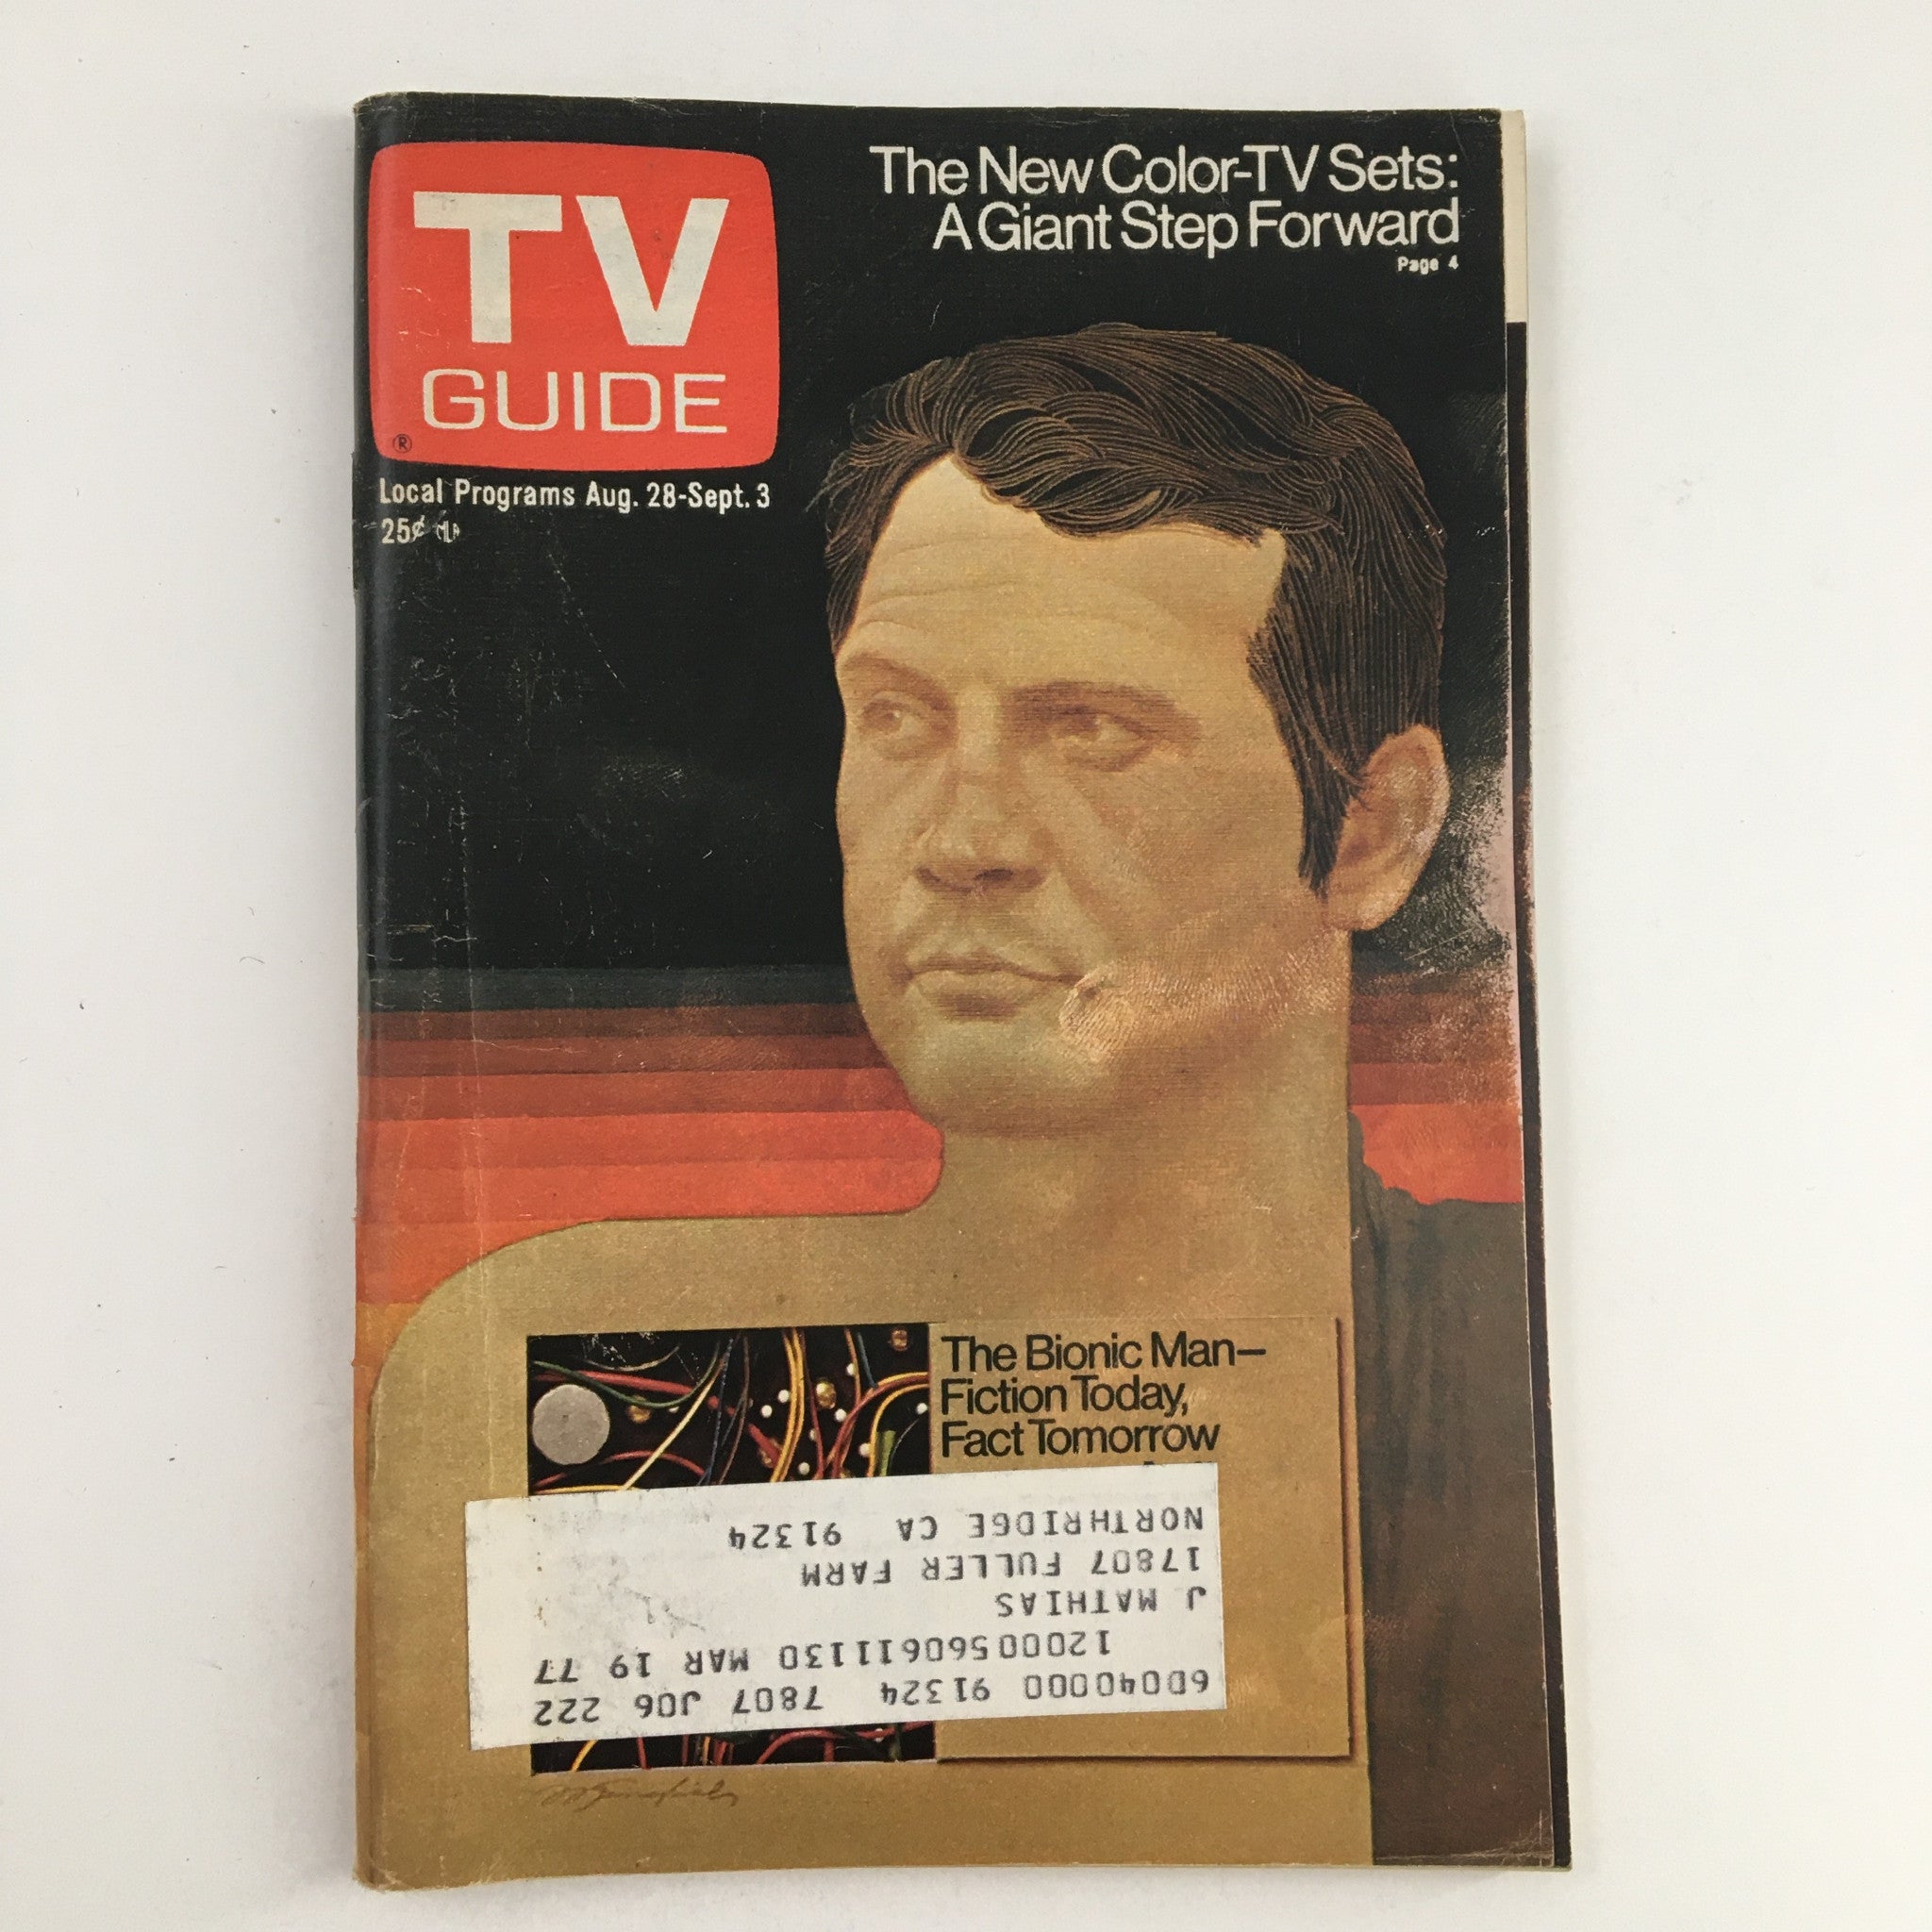 The New Color-TV Sets:
A Giant Step Forward
Page 4
TV
GUIDE
®
Local Programs Aug. 28-Sept. 3
25¢
The Bionic Man—
Fiction Today,
Fact Tomorrow
6D040000 91324 7807 J06 222
1200056061130 MAR 19 77
J MATHIAS
17807 FULLER FARM
NORTHRIDGE CA 91324